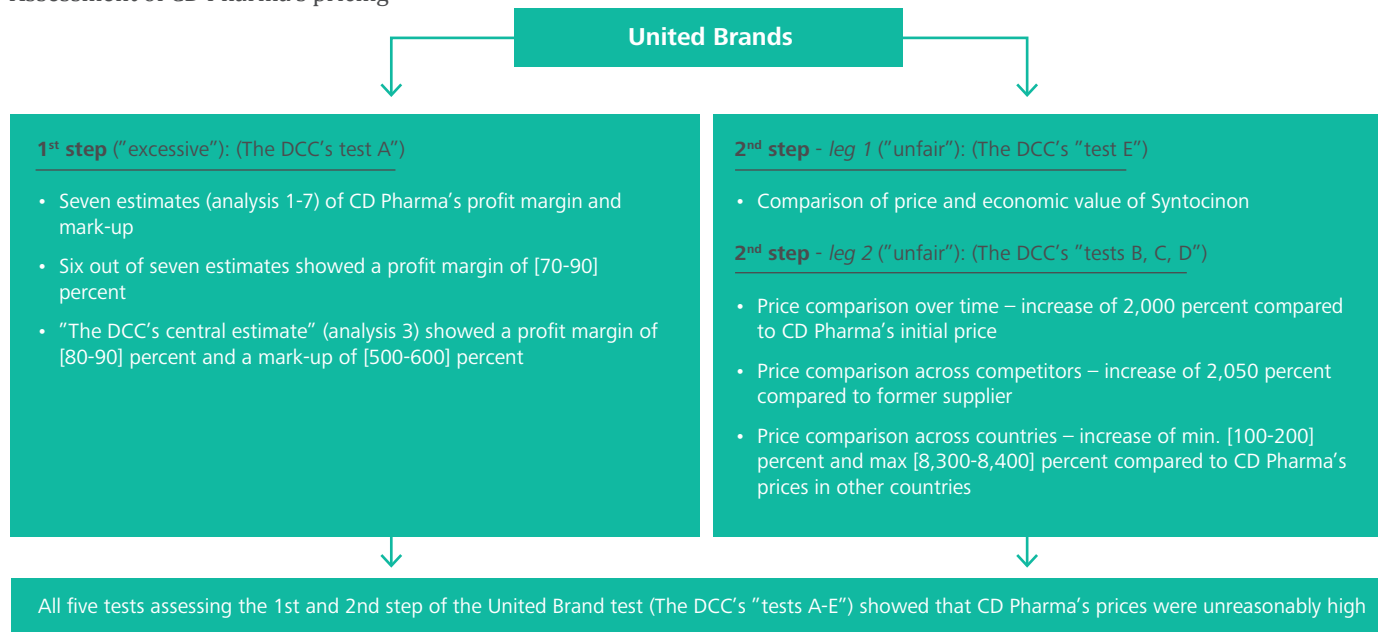 Assessment of CD Pharma's pricing
United Brands
1st step ("excessive"): (The DCC's test A")
• Seven estimates (analysis 1-7) of CD Pharma's profit margin and
mark-up
• Six out of seven estimates showed a profit margin of [70-90]
percent
• "The DCC's central estimate" (analysis 3) showed a profit margin of
[80-90] percent and a mark-up of [500-600] percent
2nd step - leg 1 ("unfair"): (The DCC's "test E")
• Comparison of price and economic value of Syntocinon
2nd step - leg 2 ("unfair"): (The DCC's "tests B, C, D")
• Price comparison over time – increase of 2,000 percent compared
to CD Pharma's initial price
• Price comparison across competitors – increase of 2,050 percent
compared to former supplier
• Price comparison across countries – increase of min. [100-200]
percent and max [8,300-8,400] percent compared to CD Pharma's
prices in other countries
All five tests assessing the 1st and 2nd step of the United Brand test (The DCC's "tests A-E") showed that CD Pharma's prices were unreasonably high